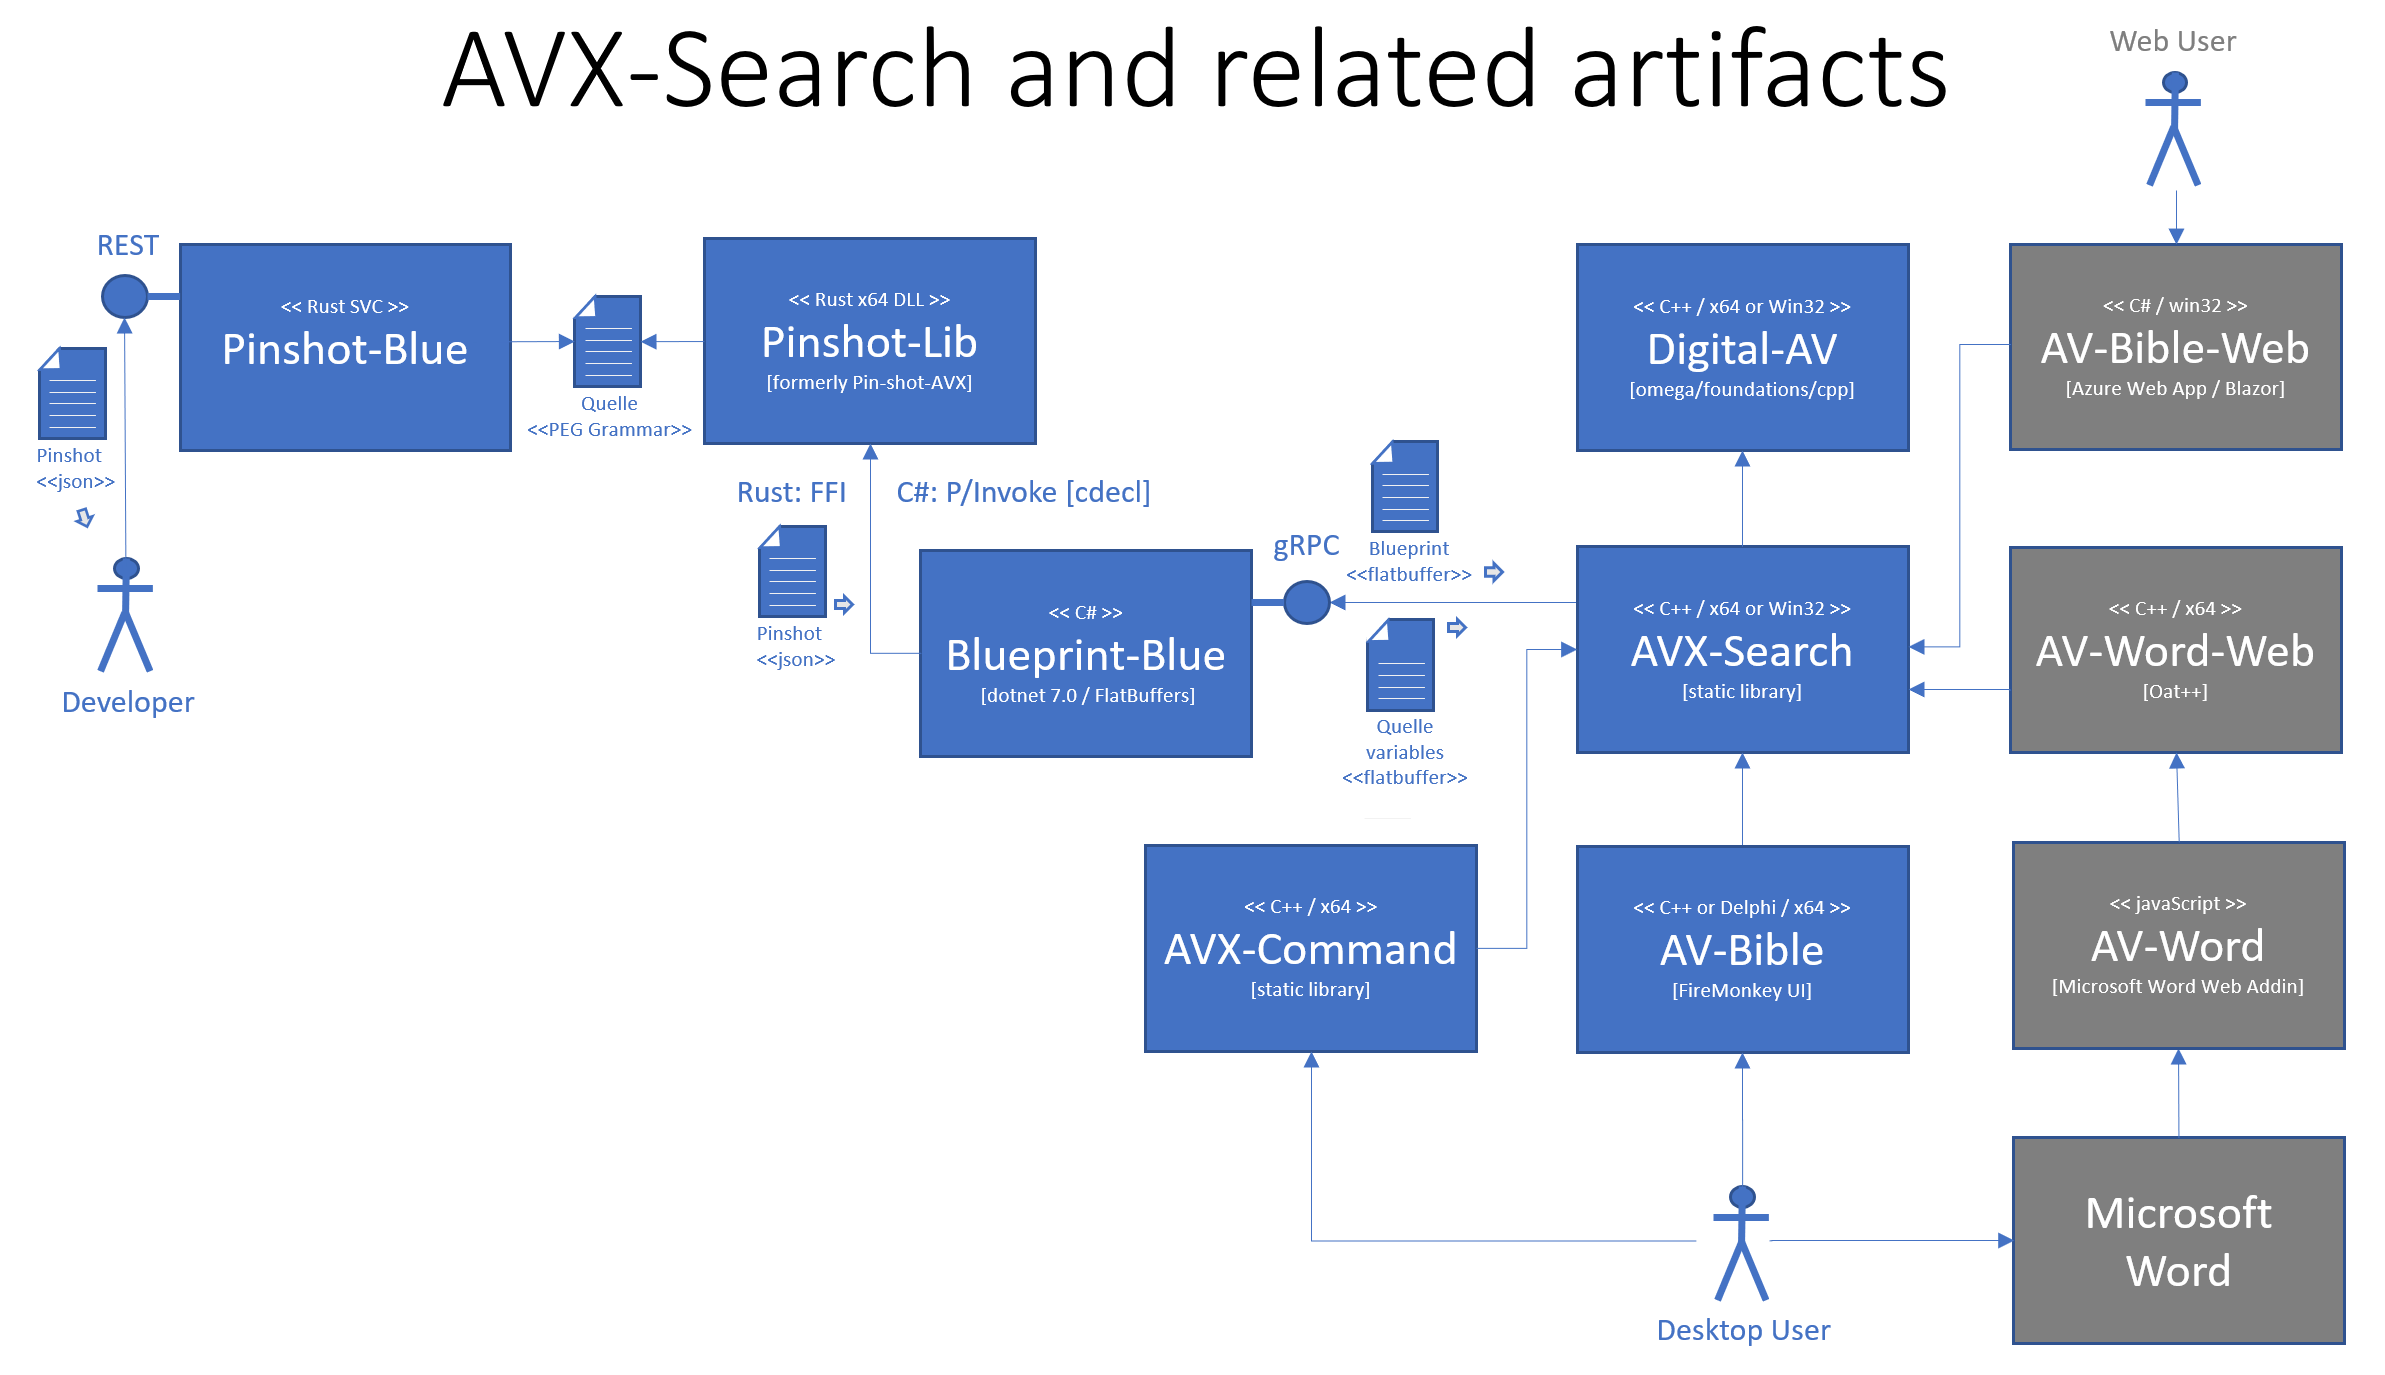 AVX-Search and related artifacts
Web User
REST
<< Rust SVC >>
Pinshot-Blue
<< Rust x64 DLL >>
Pinshot-Lib
[formerly Pin-shot-AVX]
Quelle
<<PEG Grammar>>
<< C++ / x64 or Win32 >>
Digital-AV
[omega/foundations/cpp]
<< C# / win32 >>
AV-Bible-Web
[Azure Web App / Blazor]
Pinshot
<<json>>
Developer
Rust: FFI
C#: P/Invoke [cdecl]
Pinshot
<<json>>
<< C# >>
Blueprint-Blue
[dotnet 7.0 / FlatBuffers]
gRPC
Blueprint
<<flatbuffer>>
Quelle
variables
<<flatbuffer>>
<< C++ / x64 or Win32 >>
AVX-Search
[static library]
<< C++ / x64 >>
AV-Word-Web
[Oat++]
<< C++ / x64 >>
AVX-Command
[static library]
<< C++ or Delphi / x64 >>
AV-Bible
[FireMonkey UI]
<< javaScript >>
AV-Word
[Microsoft Word Web Addin]
Desktop User
Microsoft
Word